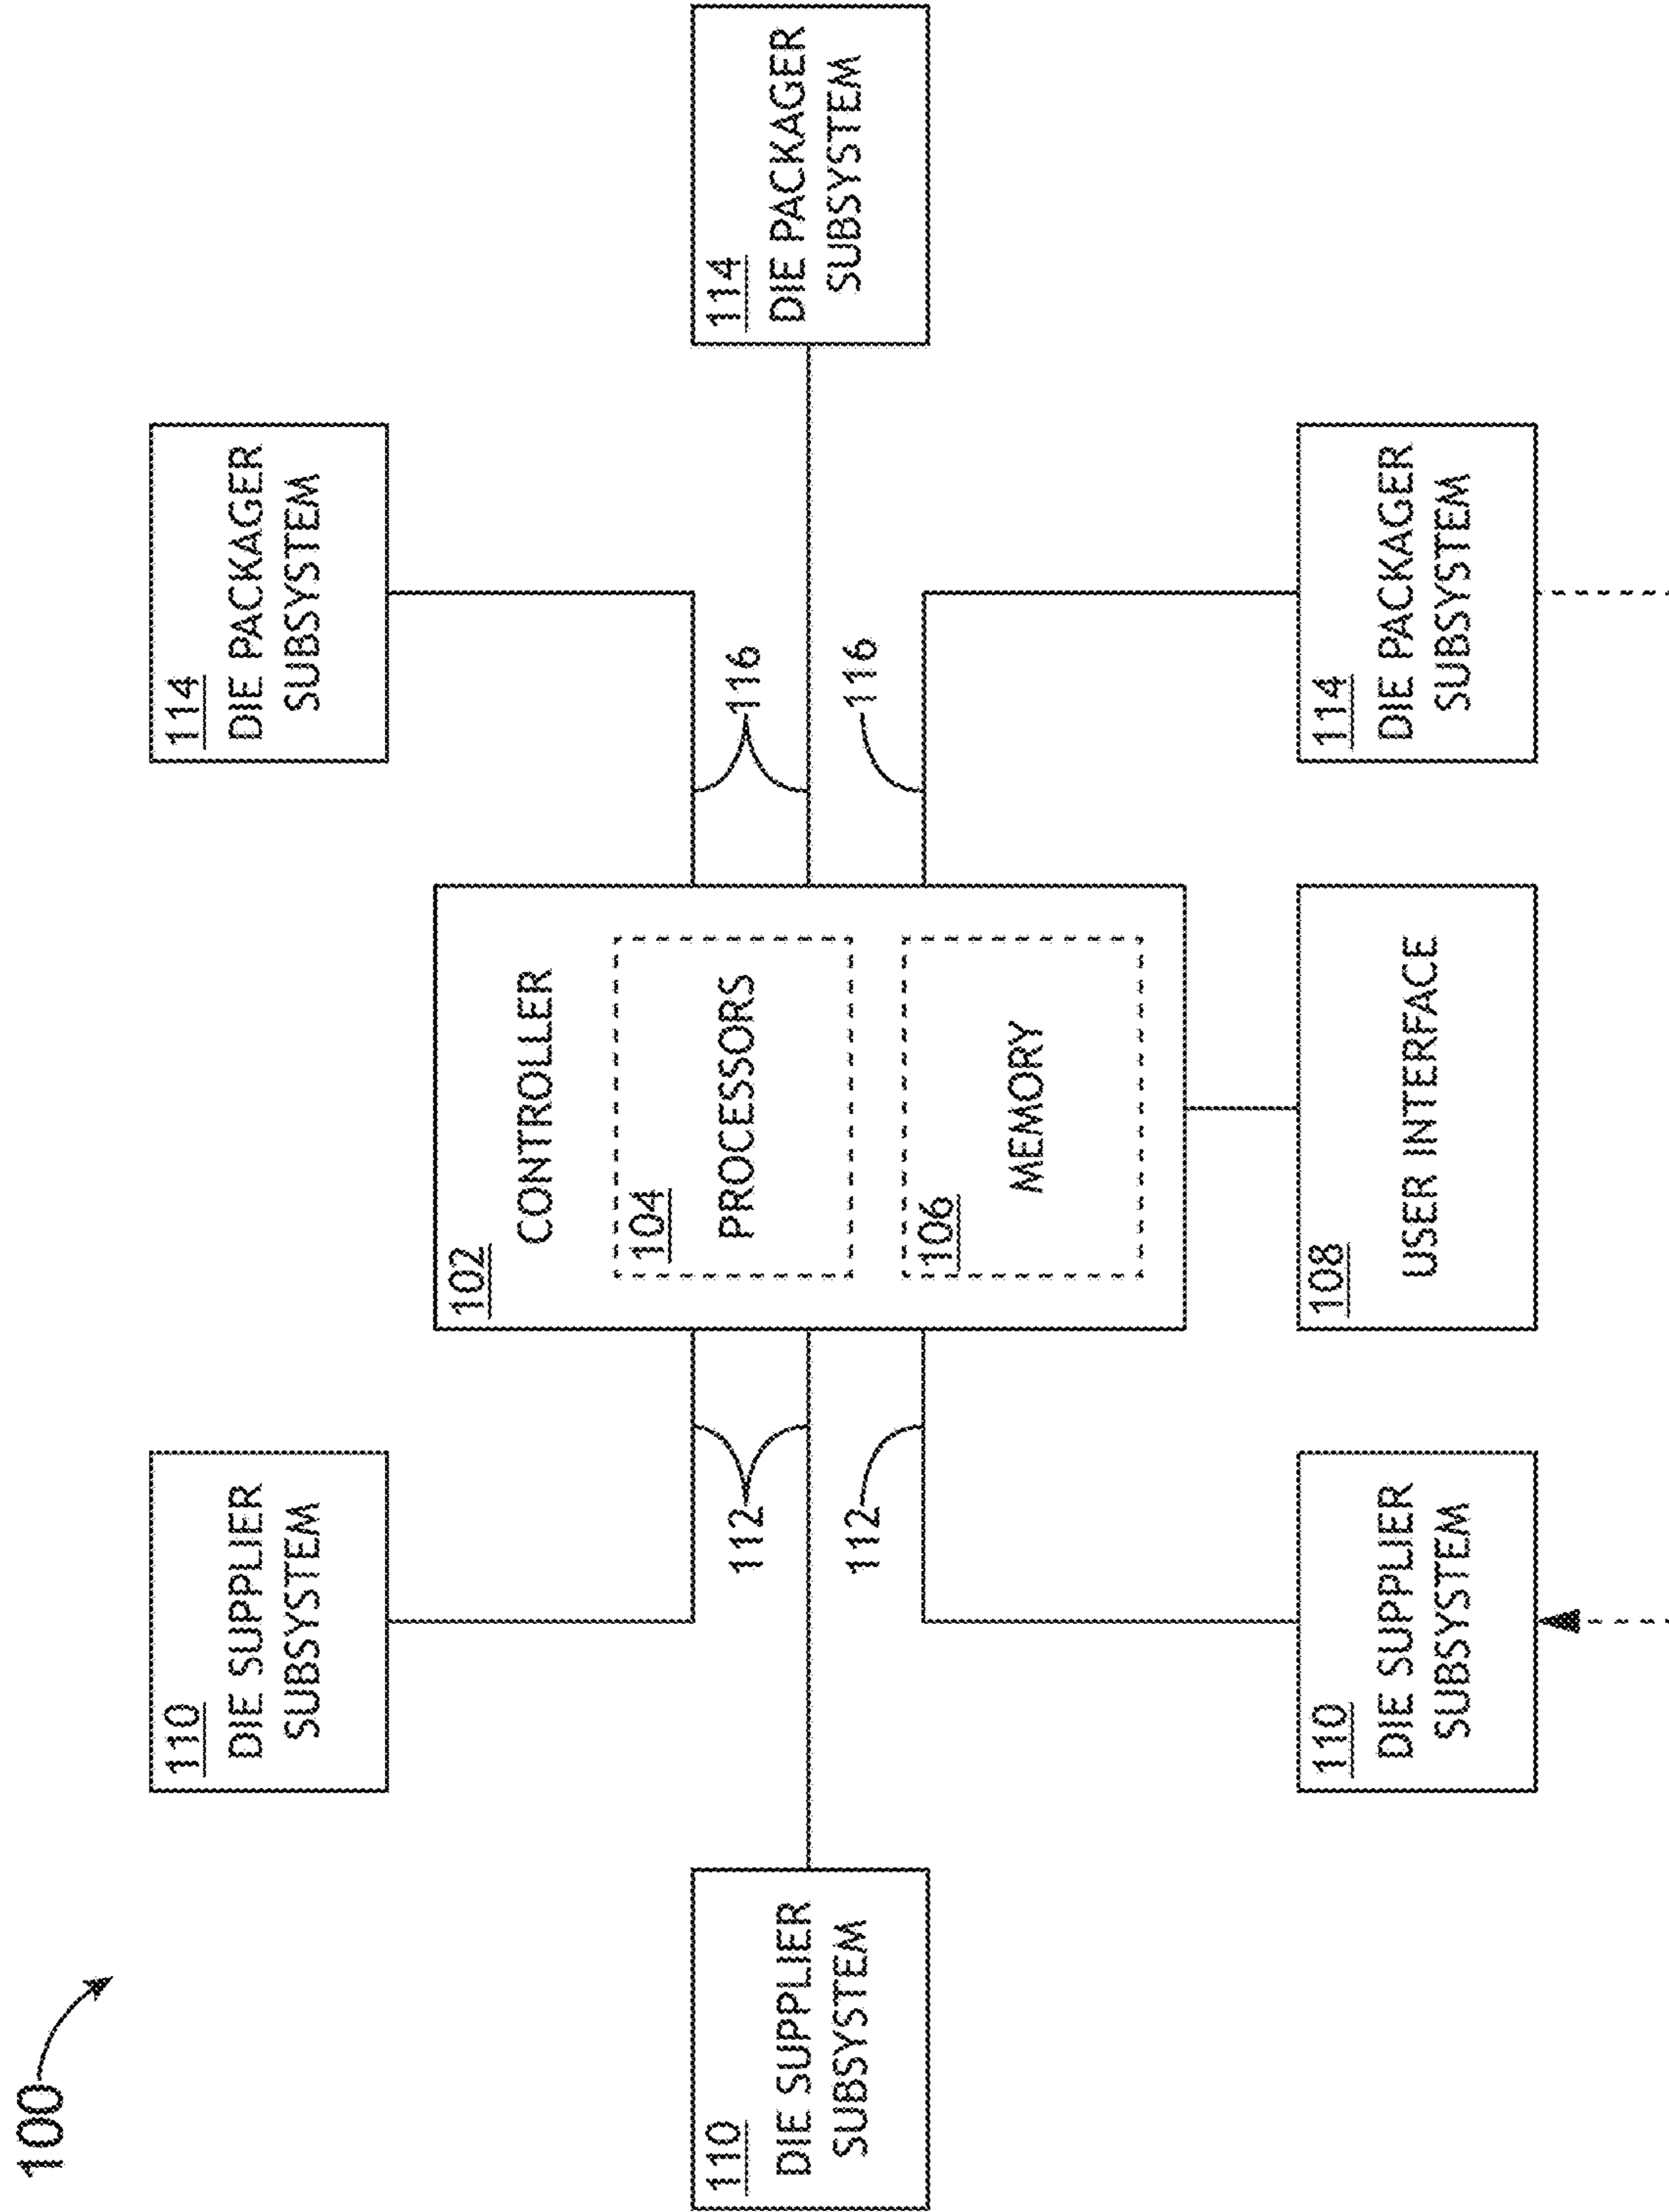 100
110
DIE SUPPLIER
SUBSYSTEM
114
DIE PACKAGER
SUBSYSTEM
102
CONTROLLER
104
PROCESSORS
106
MEMORY
110
DIE SUPPLIER
SUBSYSTEM
112
112
116
116
114
DIE PACKAGER
SUBSYSTEM
110
DIE SUPPLIER
SUBSYSTEM
108
USER INTERFACE
114
DIE PACKAGER
SUBSYSTEM